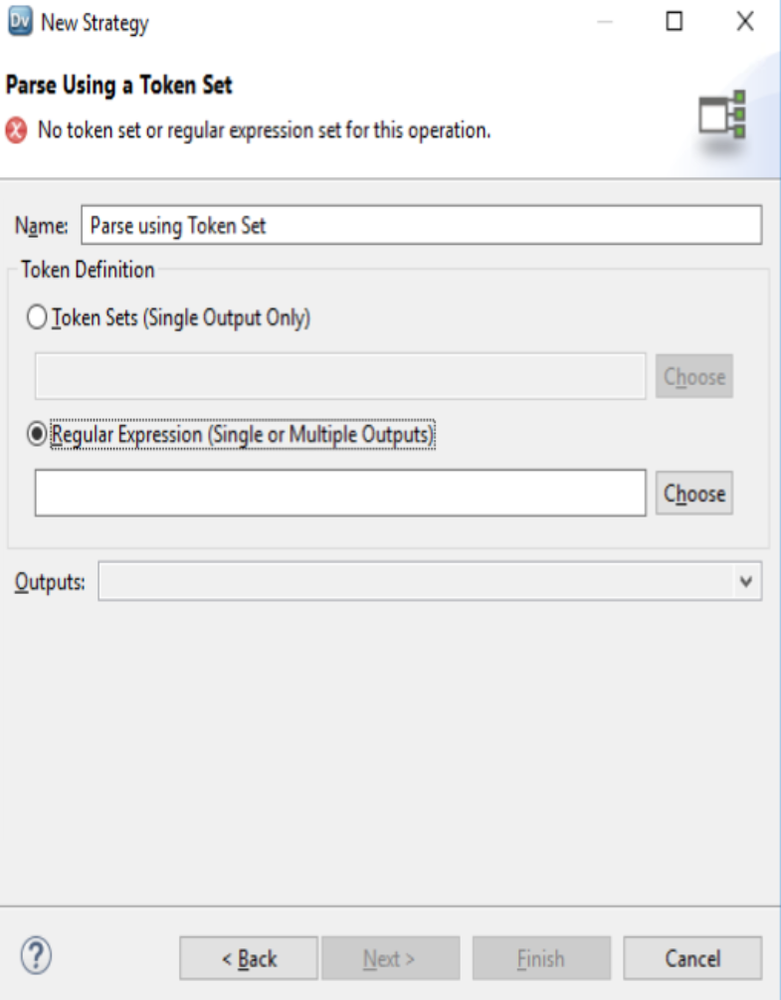 Dv New Strategy
Parse Using a Token Set
No token set or regular expression set for this operation.
Name: Parse using Token Set
Token Definition
Token Sets (Single Output Only)
Choose
Regular Expression (Single or Multiple Outputs)
Choose
Outputs:
? < Back Next > Finish Cancel